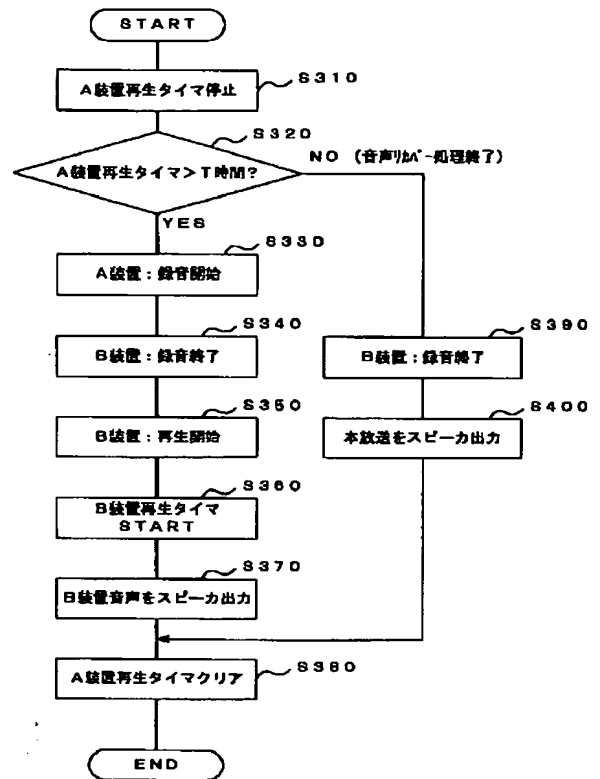 START
A装置再生タイマ停止
S310
S320
A装置再生タイマ>T時間?
NO (音声リカバー処理終了)
YES
S330
A装置:録音開始
S340
B装置:録音終了
S390
B装置:録音終了
S350
B装置:再生開始
S400
本放送をスピーカ出力
S360
B装置再生タイマ
START
S370
B装置音声をスピーカ出力
S380
A装置再生タイマクリア
END